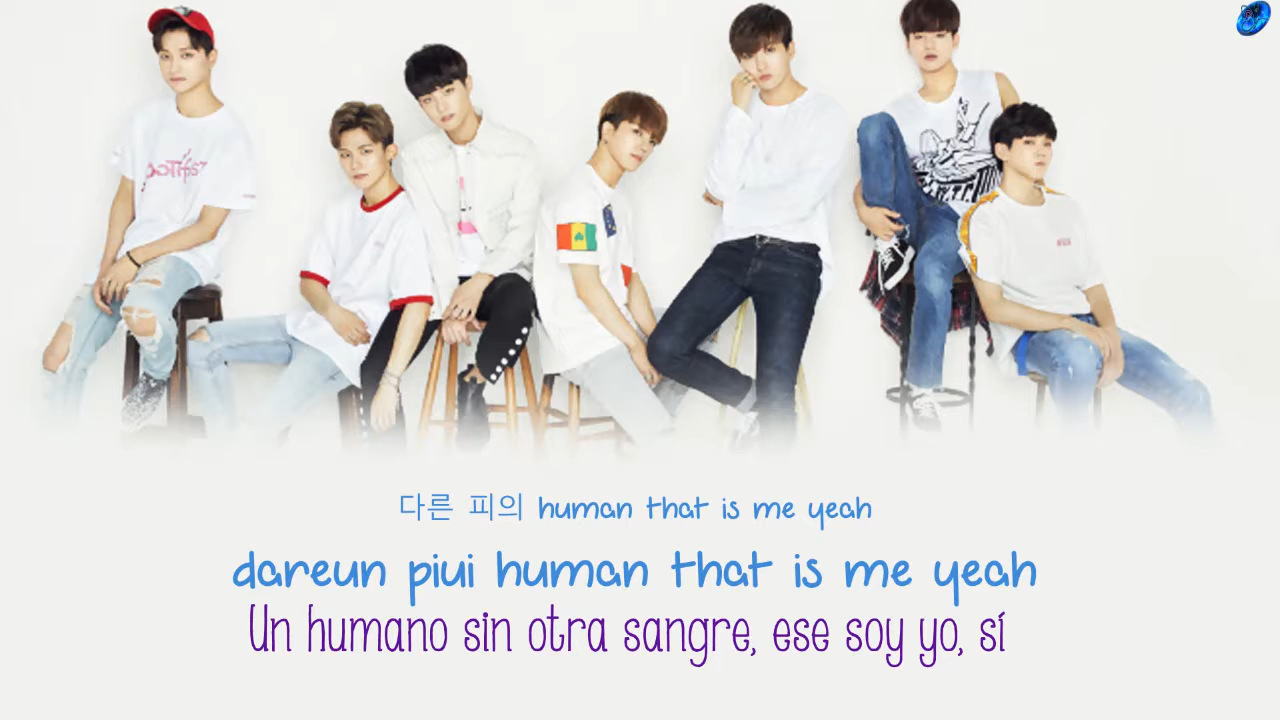 다른 피의 human that is me yeah
dareun piui human that is me yeah
Un humano sin otra sangre, ese soy yo, sí